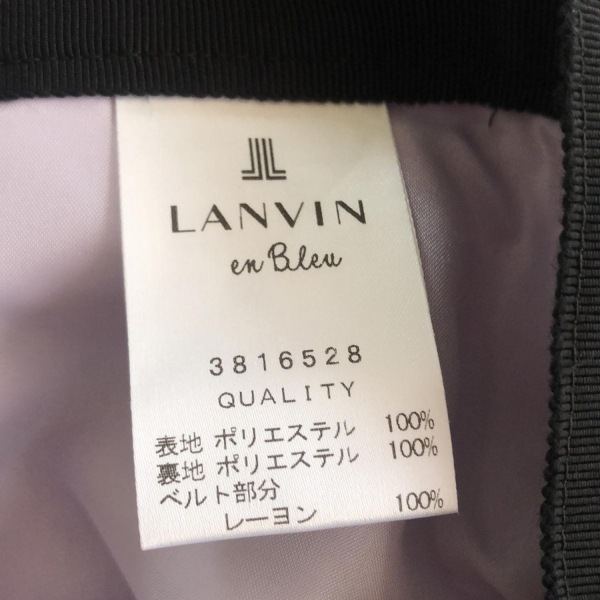 LANVIN
en Bleu
3816528
QUALITY
表地 ポリエステル 100%
裏地 ポリエステル 100%
ベルト部分
レーヨン 100%